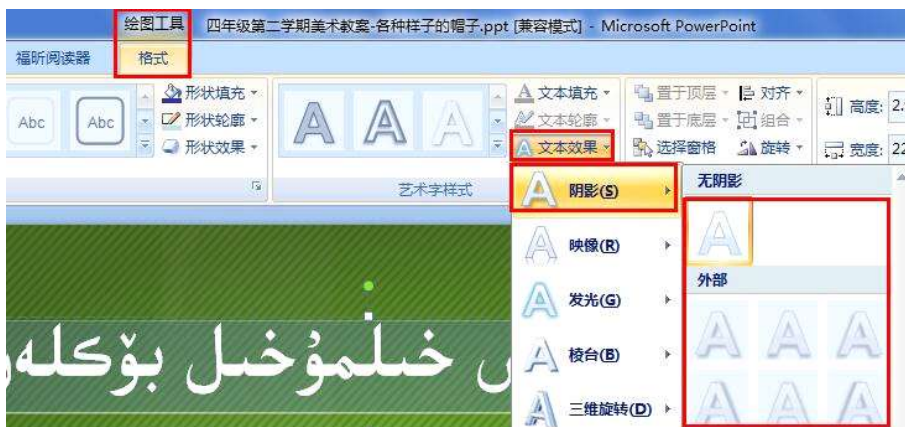 绘图工具 四年级第二学期美术教案-各种样子的帽子.ppt [兼容模式] - Microsoft PowerPoint
福昕阅读器 格式
Abc Abc 形状填充 文本填充 置于顶层 对齐 高度: 2.
形状轮廓 A A A 文本轮廓 置于底层 组合
形状效果 文本效果 选择窗格 旋转 宽度: 22
艺术字样式
阴影(S) 无阴影
映像(R)
外部
发光(G)
棱台(B)
三维旋转(D)
خىلمۇخىل بۆكلەر